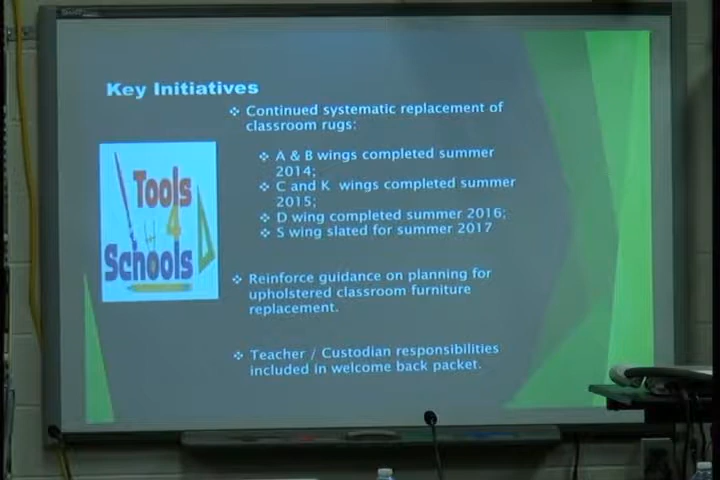 Key Initiatives
❖ Continued systematic replacement of
classroom rugs:
❖ A & B wings completed summer
2014;
❖ C and K wings completed summer
2015;
❖ D wing completed summer 2016;
❖ S wing slated for summer 2017
Tools
4
Schools
❖ Reinforce guidance on planning for
upholstered classroom furniture
replacement.
❖ Teacher / Custodian responsibilities
included in welcome back packet.